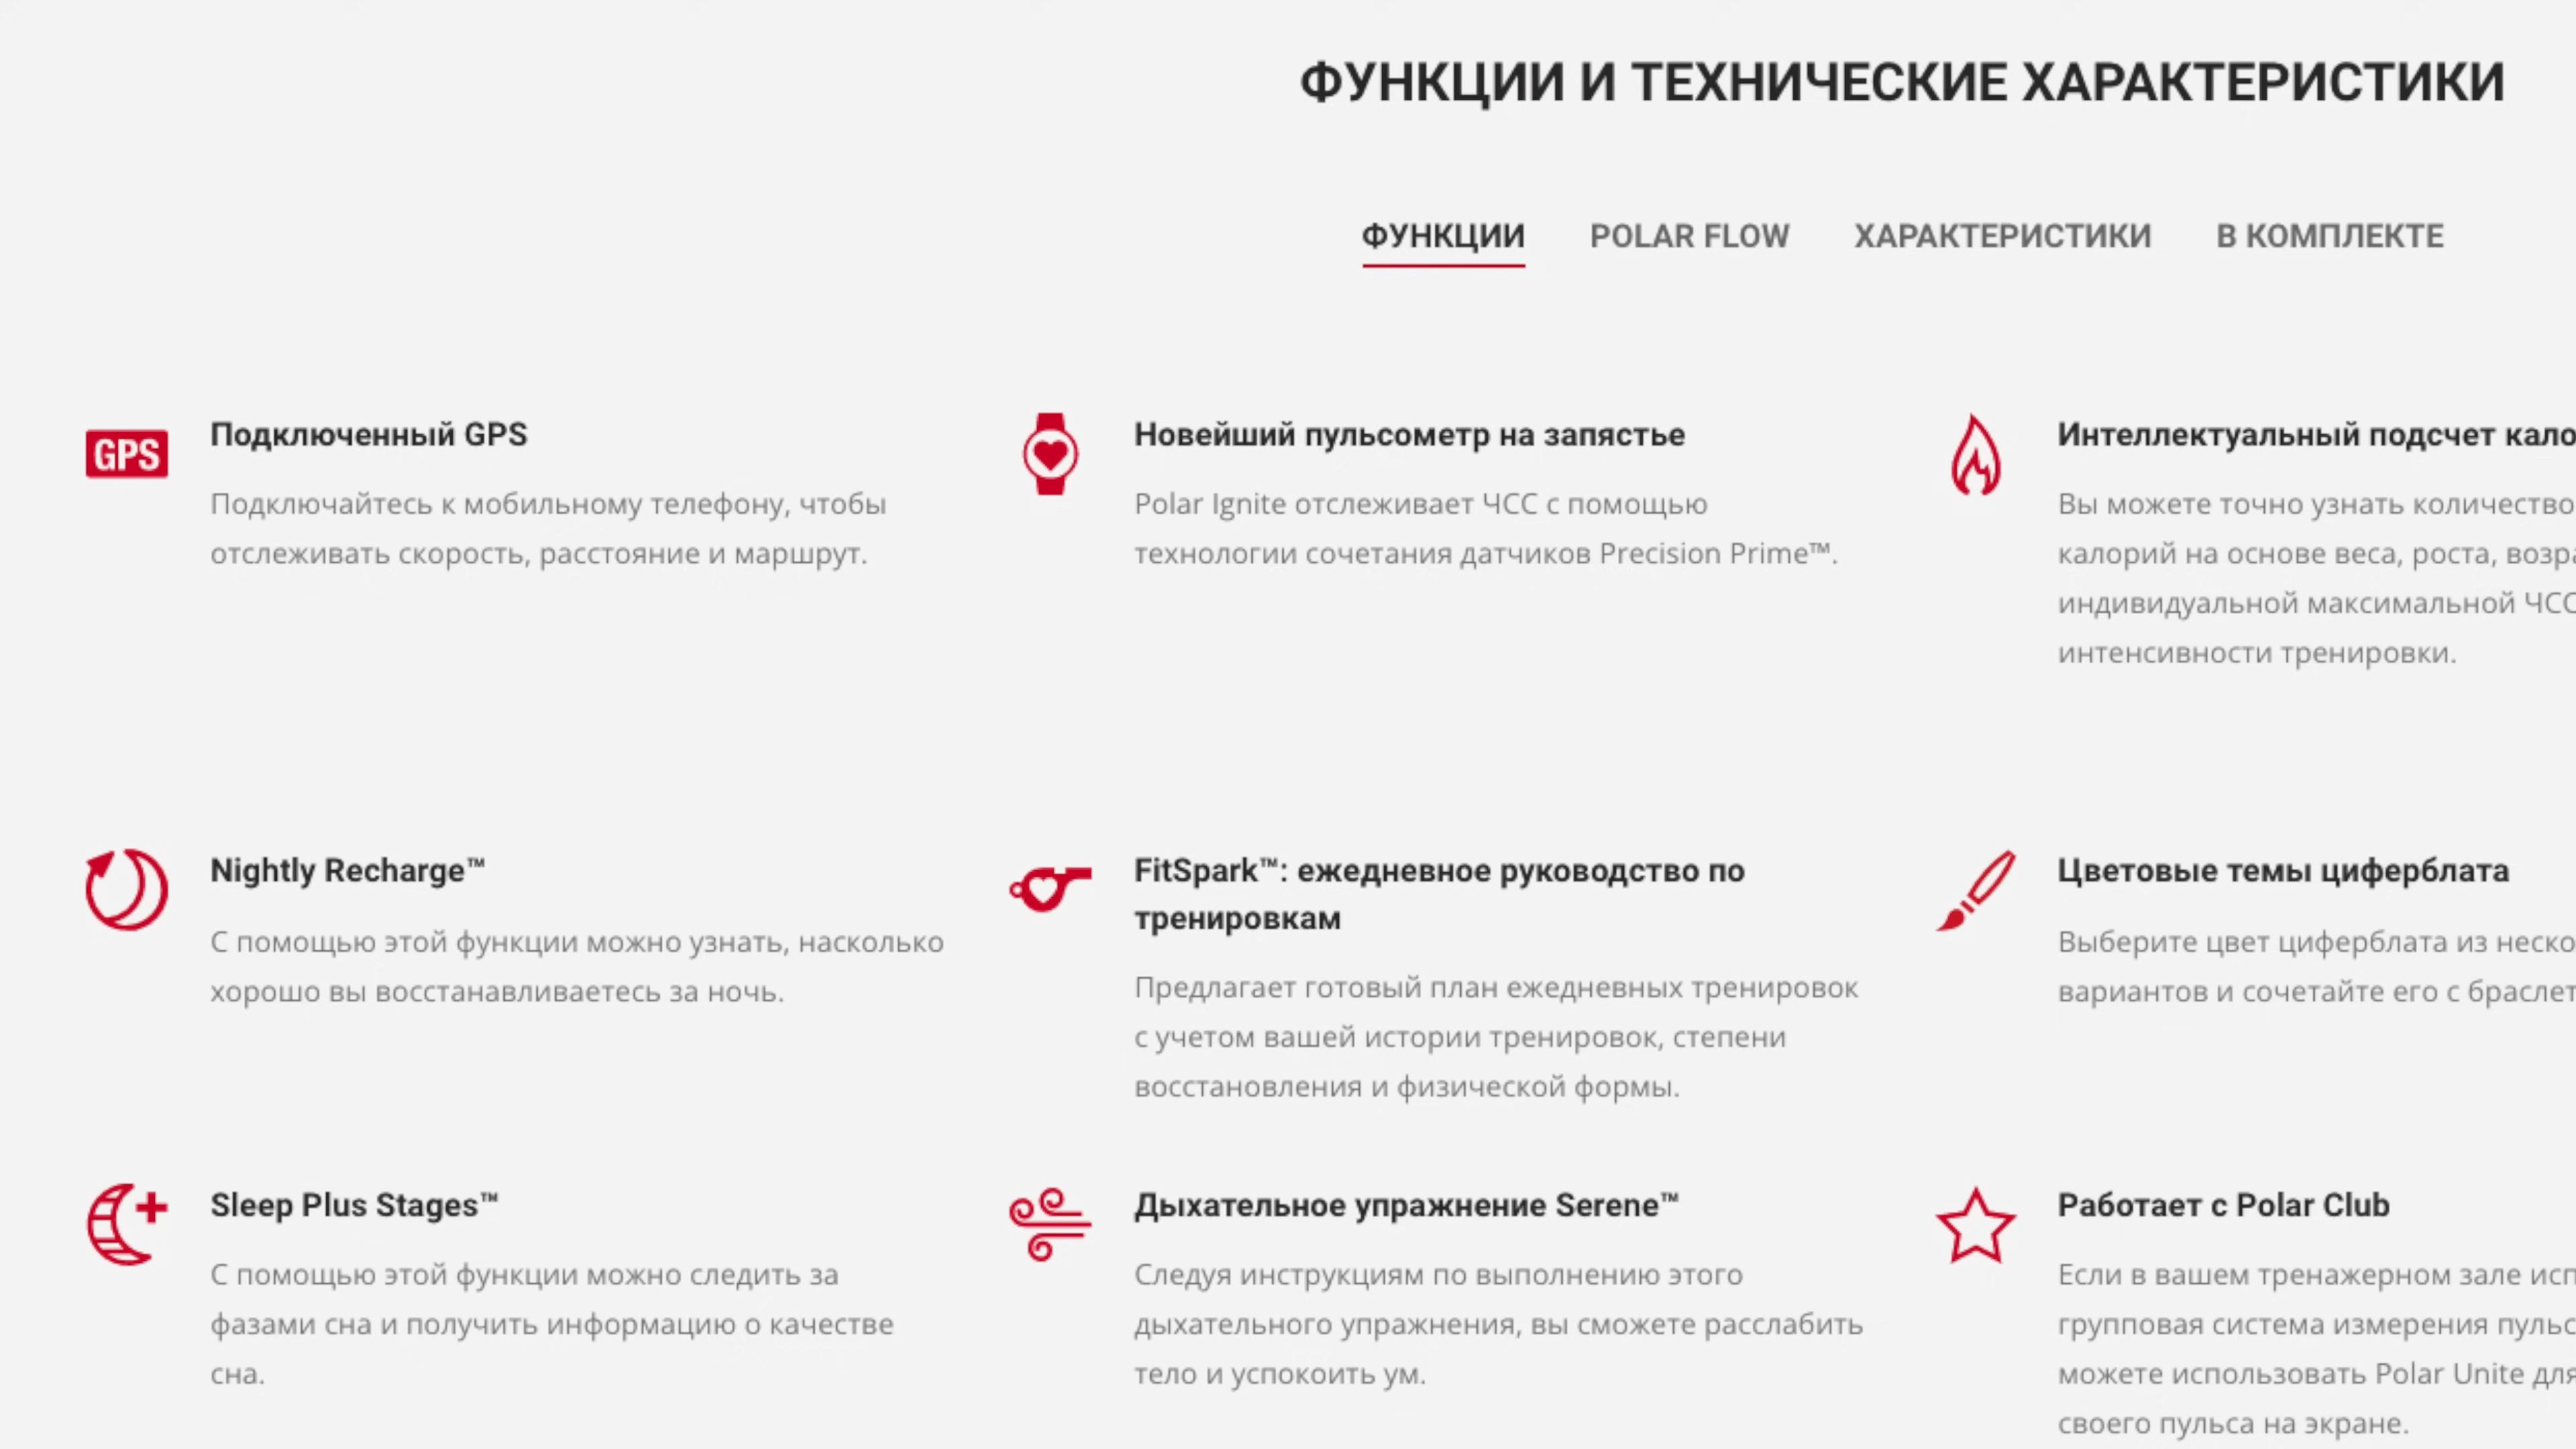 ФУНКЦИИ И ТЕХНИЧЕСКИЕ ХАРАКТЕРИСТИКИ
ФУНКЦИИ POLAR FLOW ХАРАКТЕРИСТИКИ В КОМПЛЕКТЕ
GPS
Подключенный GPS
Подключайтесь к мобильному телефону, чтобы
отслеживать скорость, расстояние и маршрут.
Новейший пульсометр на запястье
Polar Ignite отслеживает ЧСС с помощью
технологии сочетания датчиков Precision Prime™.
Интеллектуальный подсчет
Вы можете точно узнать количество
калорий на основе веса, роста,
индивидуальной максимальной ЧСС
интенсивности тренировки.
Nightly Recharge™
С помощью этой функции можно узнать, насколько
хорошо вы восстанавливаетесь за ночь.
FitSpark™: ежедневное руководство по
тренировкам
Предлагает готовый план ежедневных тренировок
с учетом вашей истории тренировок, степени
восстановления и физической формы.
Цветовые темы циферблата
Выберите цвет циферблата из
вариантов и сочетайте его с
Sleep Plus Stages™
С помощью этой функции можно следить за
фазами сна и получить информацию о качестве
сна.
Дыхательное упражнение Serene™
Следуя инструкциям по выполнению этого
дыхательного упражнения, вы сможете расслабить
тело и успокоить ум.
Работает с Polar Club
Если в вашем тренажерном зале
групповая система измерения
можете использовать Polar Unite для
своего пульса на экране.